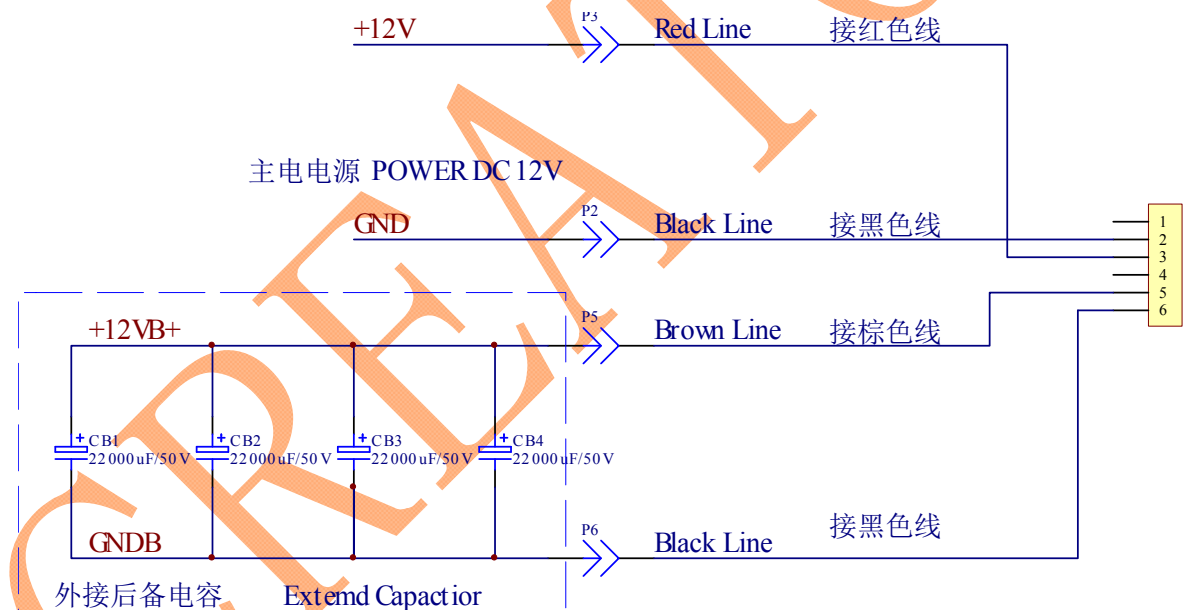 P3
+12V Red Line 接红色线
主电电源 POWER DC 12V
P2
GND Black Line 接黑色线
1
2
3
4
5
6
P5
+12VB+ Brown Line 接棕色线
+ CB1 + CB2 + CB3 + CB4
22000uF/50V 22000uF/50V 22000uF/50V 22000uF/50V
P6
GNDB Black Line 接黑色线
外接后备电容 Extemd Capactior
CREAT